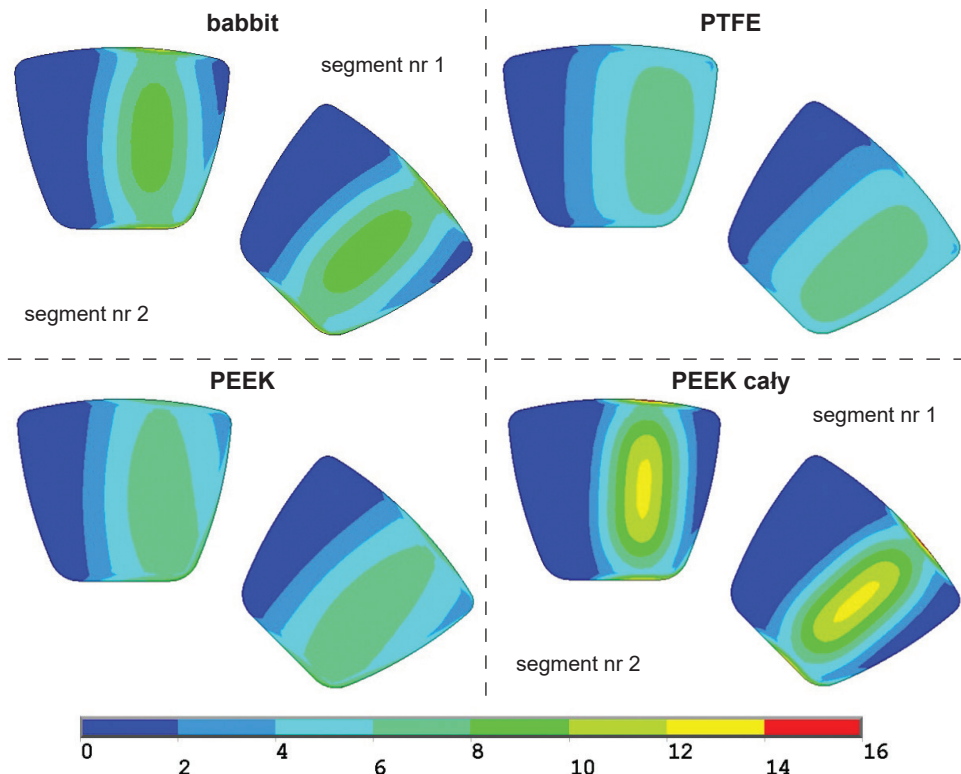 babbit
PTFE
segment nr 1
segment nr 2
PEEK
PEEK cały
segment nr 1
segment nr 2
0 2 4 6 8 10 12 14 16